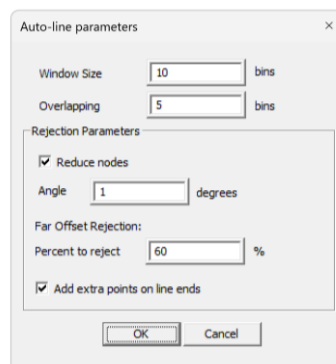 Auto-line parameters ×
Window Size 10 bins
Overlapping 5 bins
Rejection Parameters
Reduce nodes
Angle 1 degrees
Far Offset Rejection:
Percent to reject 60 %
Add extra points on line ends
OK Cancel